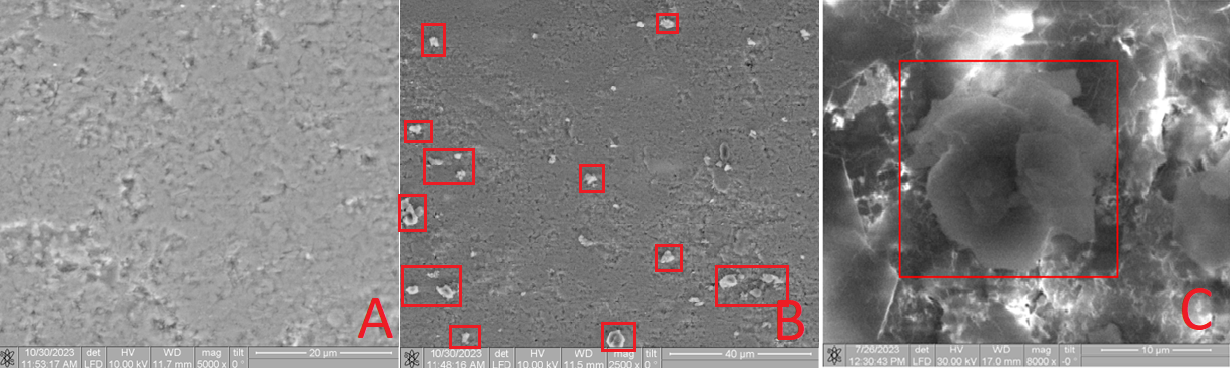 A
10/30/2023 det HV WD mag tilt 20 µm
11:53:17 AM LFD 10.00 kV 11.7 mm 5000 x 0 °
B
10/30/2023 det HV WD mag tilt 40 µm
11:48:16 AM LFD 10.00 kV 11.5 mm 2500 x 0 °
C
7/26/2023 det HV WD mag tilt 10 µm
12:30:43 PM LFD 30.00 kV 17.0 mm 8000 x -0 °